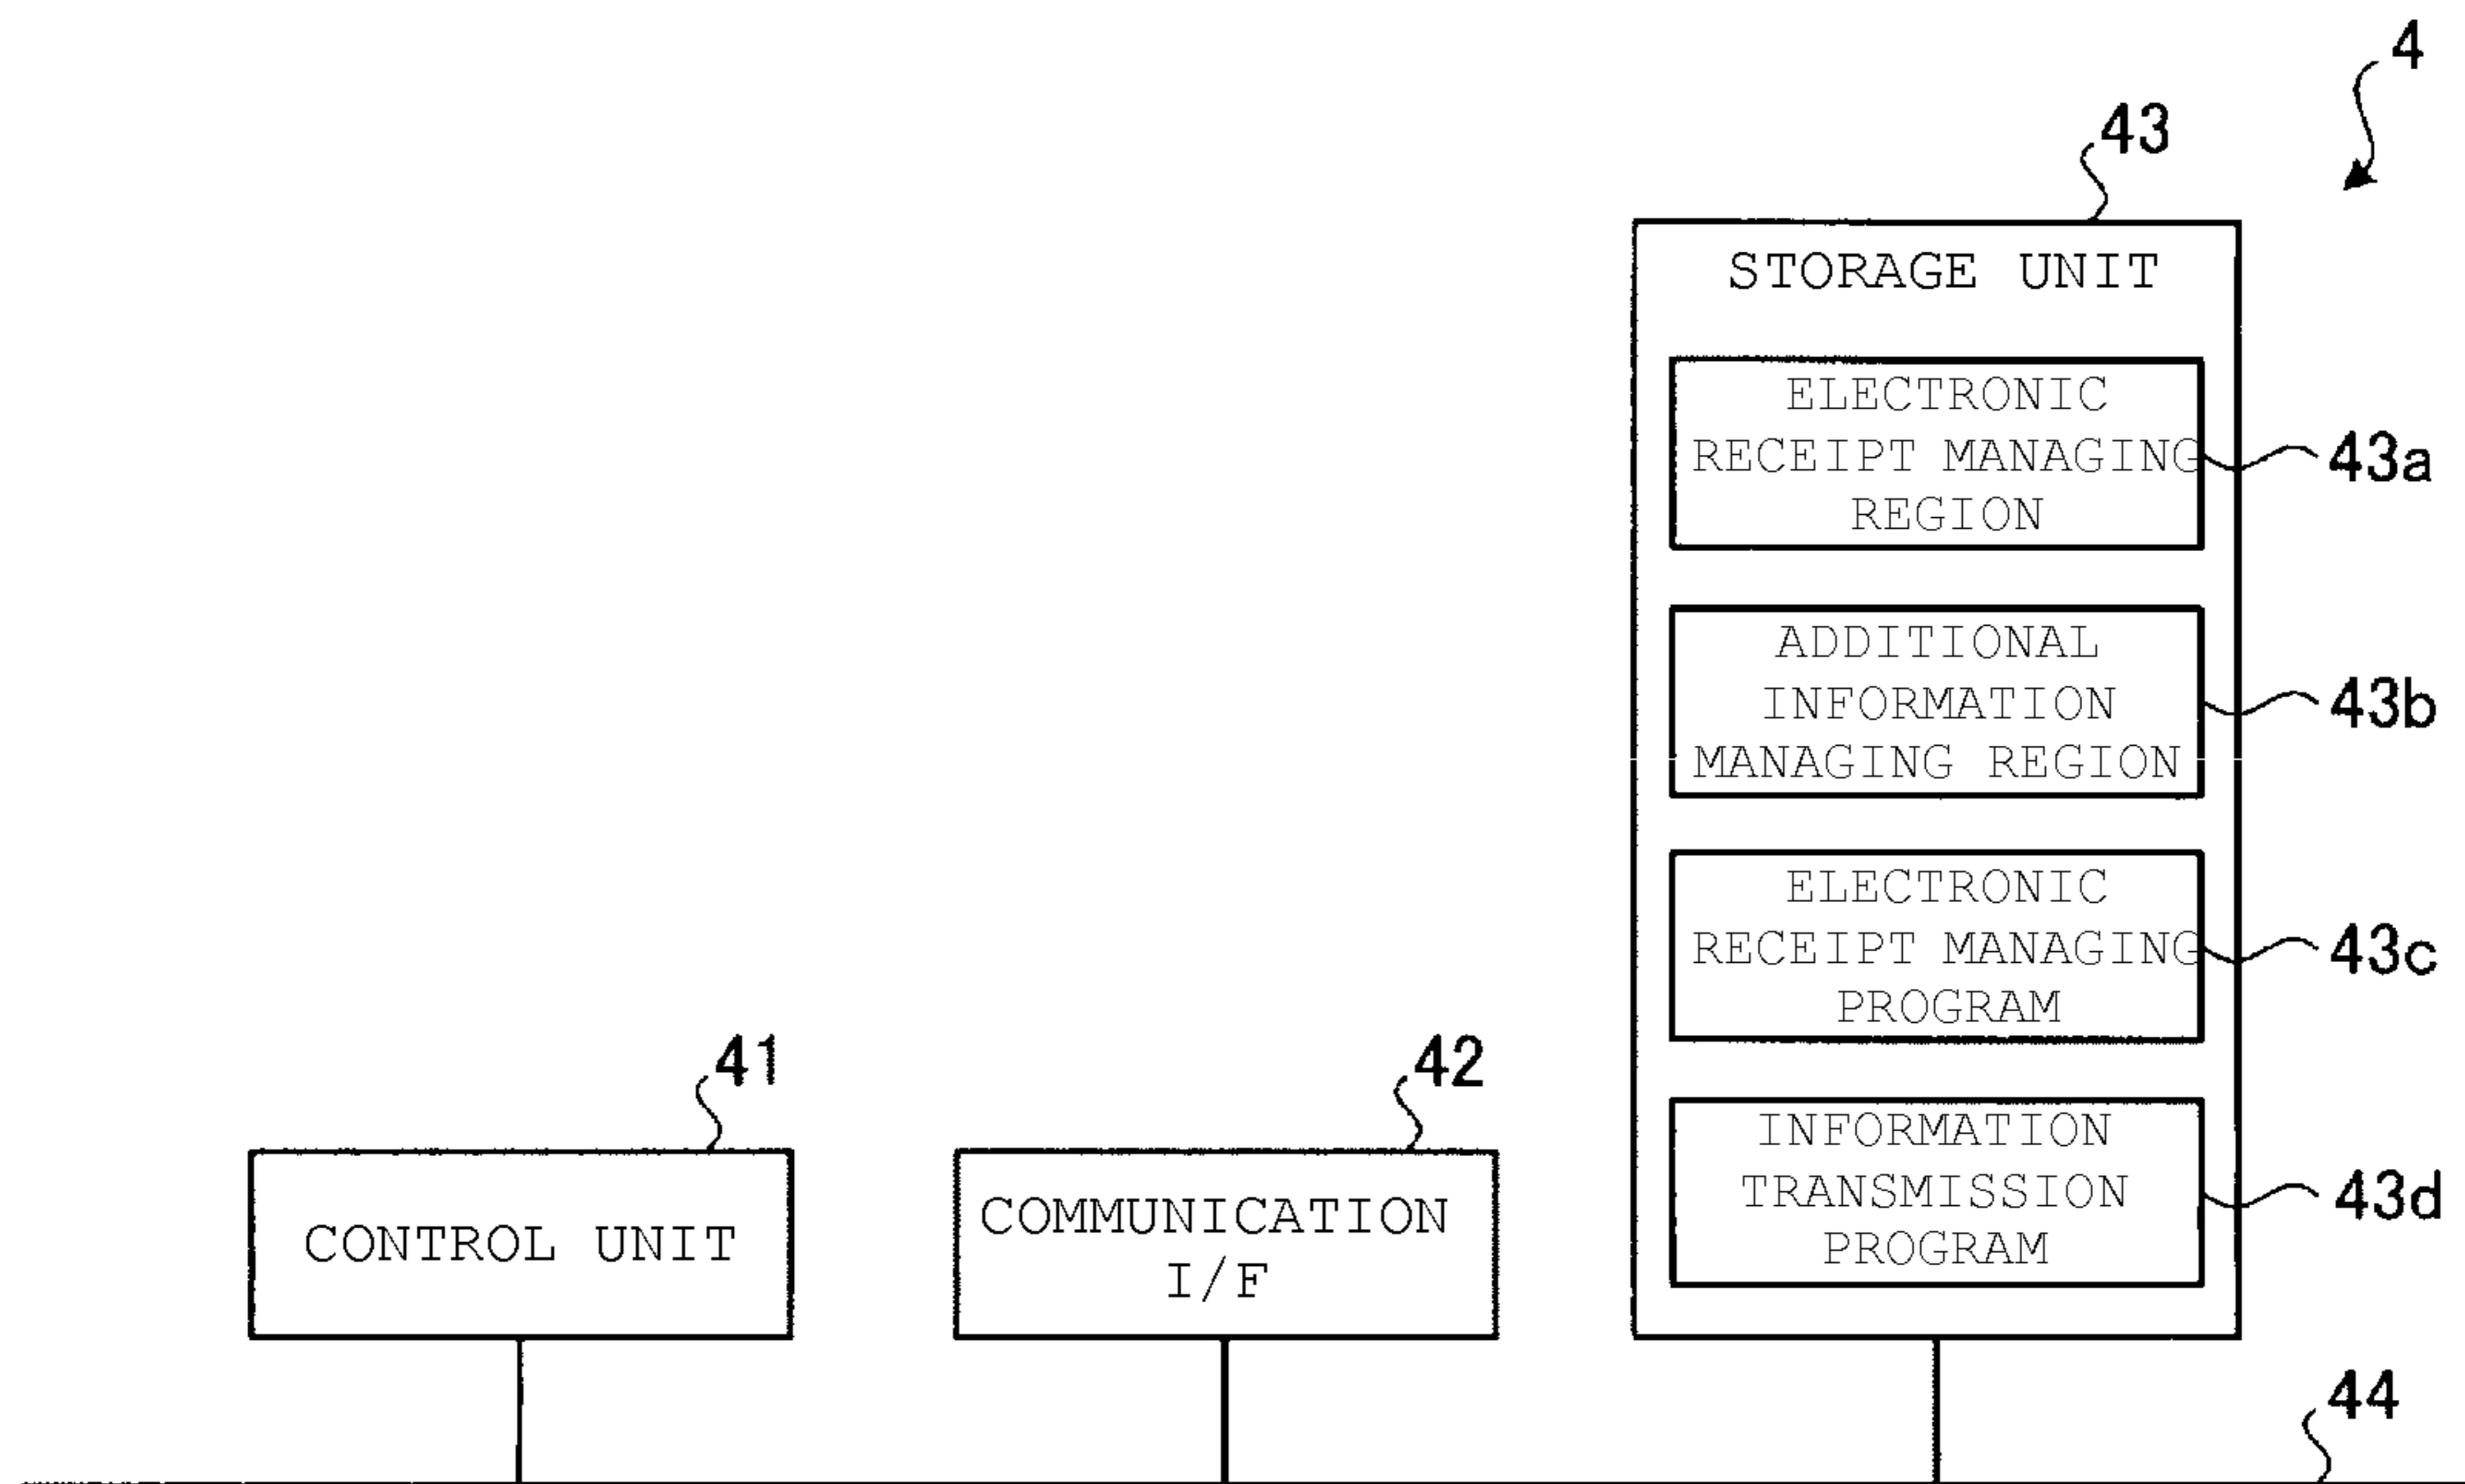 4
43
STORAGE UNIT
ELECTRONIC
RECEIPT MANAGING
REGION
43a
ADDITIONAL
INFORMATION
MANAGING REGION
43b
ELECTRONIC
RECEIPT MANAGING
PROGRAM
43c
INFORMATION
TRANSMISSION
PROGRAM
43d
41
CONTROL UNIT
42
COMMUNICATION
I/F
44